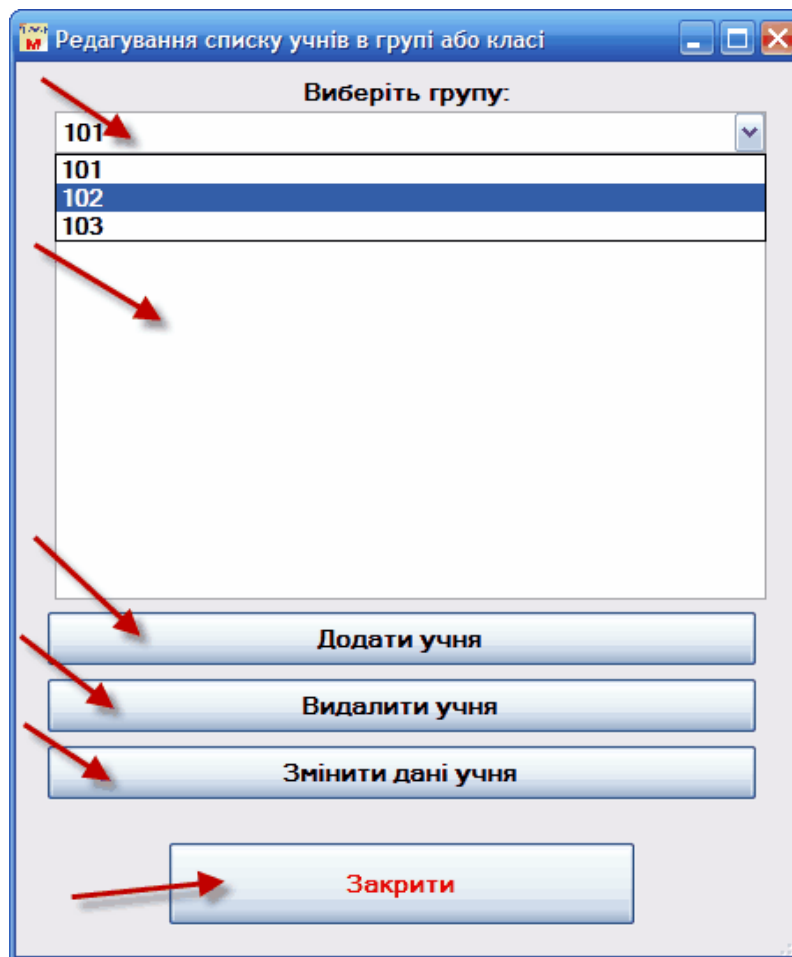 Редагування списку учнів в групі або класі
Виберіть групу:
101
101
102
103
Додати учня
Видалити учня
Змінити дані учня
Закрити